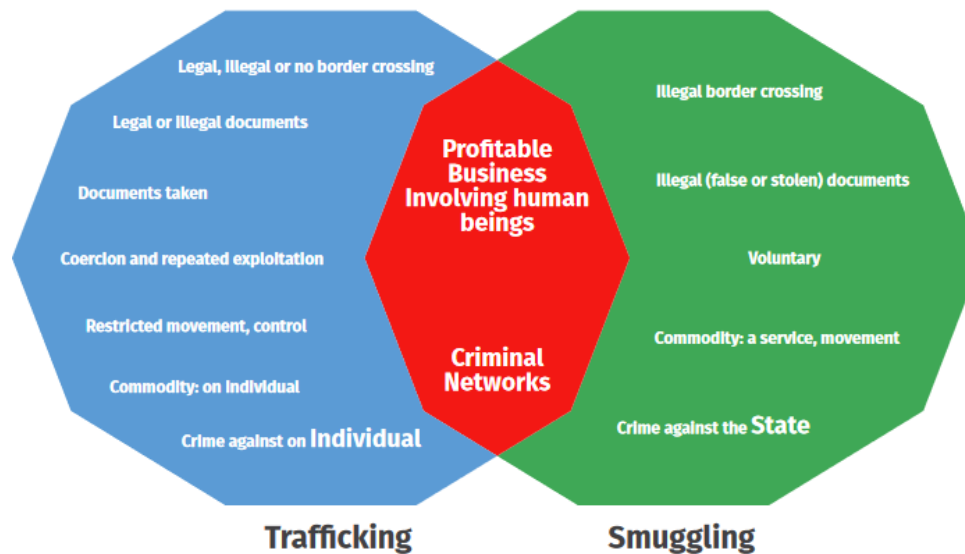 Legal, Illegal or no border crossing
Legal or Illegal documents
Documents taken
Coercion and repeated exploitation
Restricted movement, control
Commodity: on Individual
Crime against on Individual
Profitable
Business
Involving human
beings
Criminal
Networks
Illegal border crossing
Illegal (false or stolen) documents
Voluntary
Commodity: a service, movement
Crime against the State
Trafficking
Smuggling